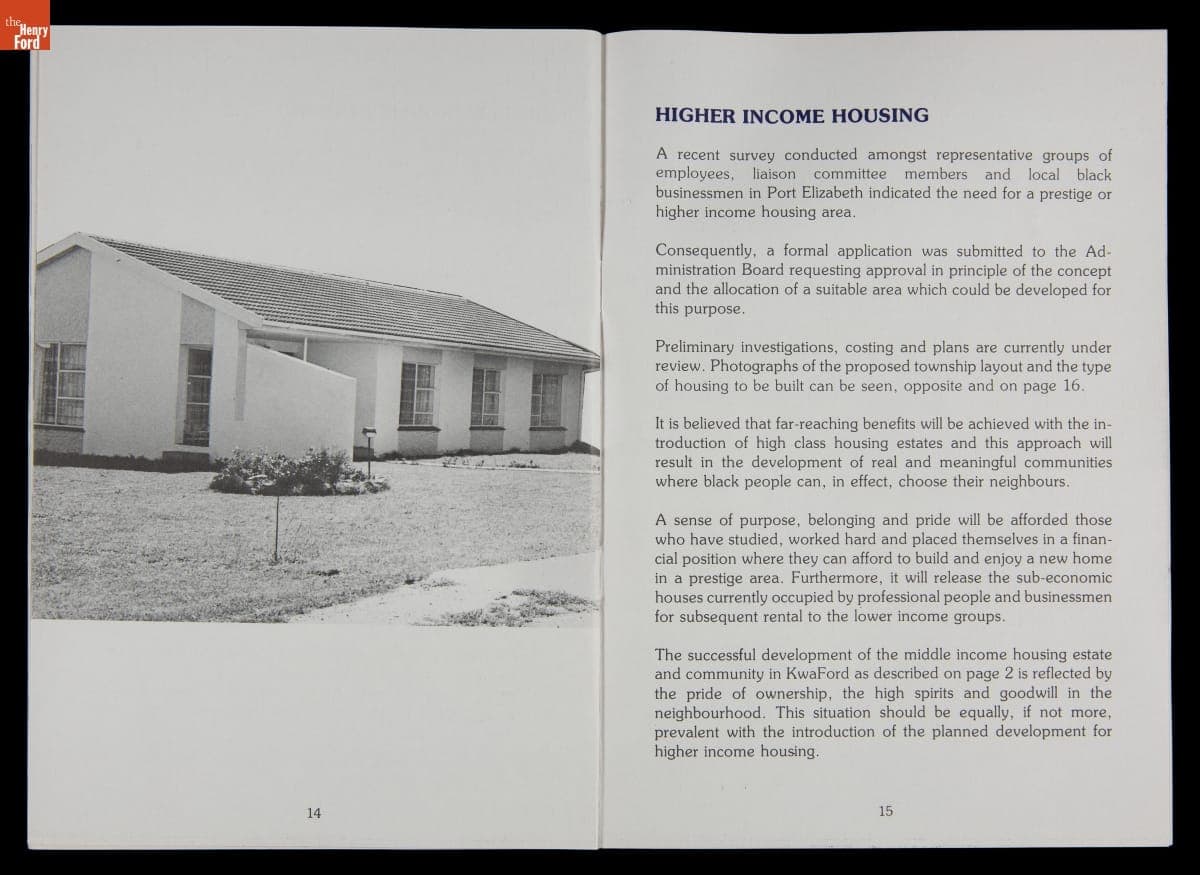 the
Henry
Ford
HIGHER INCOME HOUSING
A recent survey conducted amongst representative groups of
employees, liaison committee members and local black
businessmen in Port Elizabeth indicated the need for a prestige or
higher income housing area.
Consequently, a formal application was submitted to the Ad-
ministration Board requesting approval in principle of the concept
and the allocation of a suitable area which could be developed for
this purpose.
Preliminary investigations, costing and plans are currently under
review. Photographs of the proposed township layout and the type
of housing to be built can be seen, opposite and on page 16.
It is believed that far-reaching benefits will be achieved with the in-
troduction of high class housing estates and this approach will
result in the development of real and meaningful communities
where black people can, in effect, choose their neighbours.
A sense of purpose, belonging and pride will be afforded those
who have studied, worked hard and placed themselves in a finan-
cial position where they can afford to build and enjoy a new home
in a prestige area. Furthermore, it will release the sub-economic
houses currently occupied by professional people and businessmen
for subsequent rental to the lower income groups.
The successful development of the middle income housing estate
and community in KwaFord as described on page 2 is reflected by
the pride of ownership, the high spirits and goodwill in the
neighbourhood. This situation should be equally, if not more,
prevalent with the introduction of the planned development for
higher income housing.
14
15